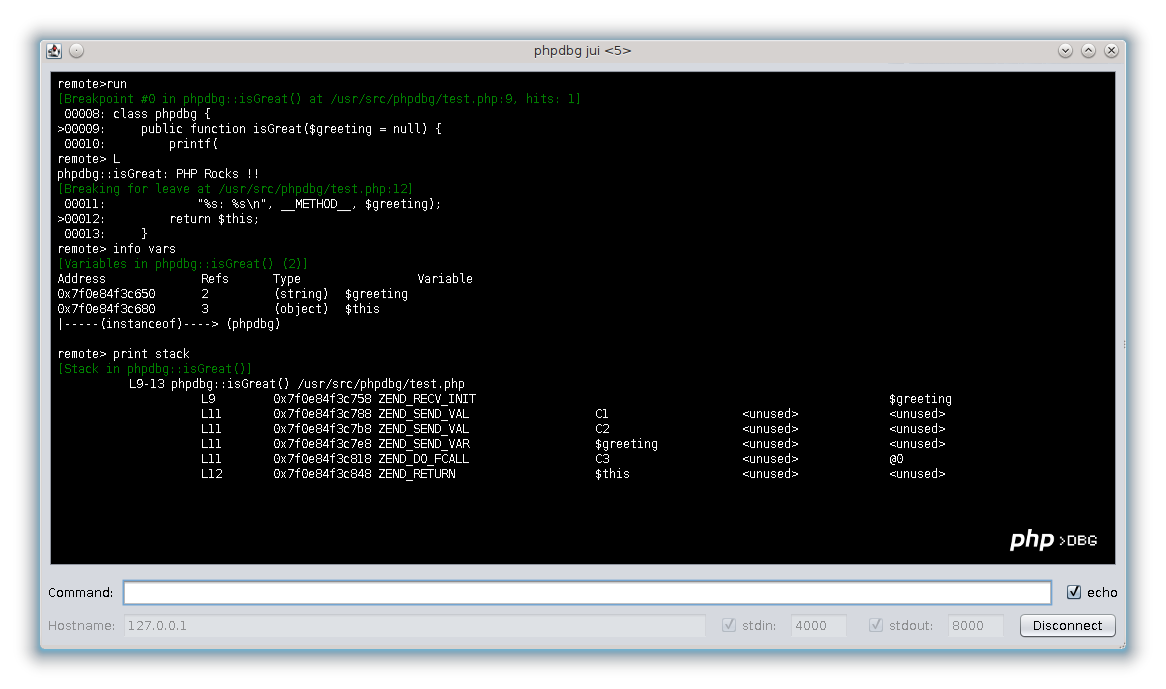 phpdbg jui <5>
remote>run
[Breakpoint #0 in phpdbg::isGreat() at /usr/src/phpdbg/test.php:9, hits: 1]
 00008: class phpdbg {
>00009:     public function isGreat($greeting = null) {
 00010:         printf(
remote> L
phpdbg::isGreat: PHP Rocks !!
[Breaking for leave at /usr/src/phpdbg/test.php:12]
 00011:             "%s: %s\n", __METHOD__, $greeting);
>00012:         return $this;
 00013:     }
remote> info vars
[Variables in phpdbg::isGreat() (2)]
Address Refs Type Variable
0x7f0e84f3c650 2 (string) $greeting
0x7f0e84f3c680 3 (object) $this
|-----(instanceof)----> (phpdbg)
remote> print stack
[Stack in phpdbg::isGreat()]
L9-13 phpdbg::isGreat() /usr/src/phpdbg/test.php
L9 0x7f0e84f3c758 ZEND_RECV_INIT $greeting
L11 0x7f0e84f3c788 ZEND_SEND_VAL C1 <unused> <unused>
L11 0x7f0e84f3c7b8 ZEND_SEND_VAL C2 <unused> <unused>
L11 0x7f0e84f3c7e8 ZEND_SEND_VAR $greeting <unused> <unused>
L11 0x7f0e84f3c818 ZEND_DO_FCALL C3 <unused> @0
L12 0x7f0e84f3c848 ZEND_RETURN $this <unused> <unused>
php >DBG
Command: echo
Hostname: 127.0.0.1 stdin: 4000 stdout: 8000 Disconnect